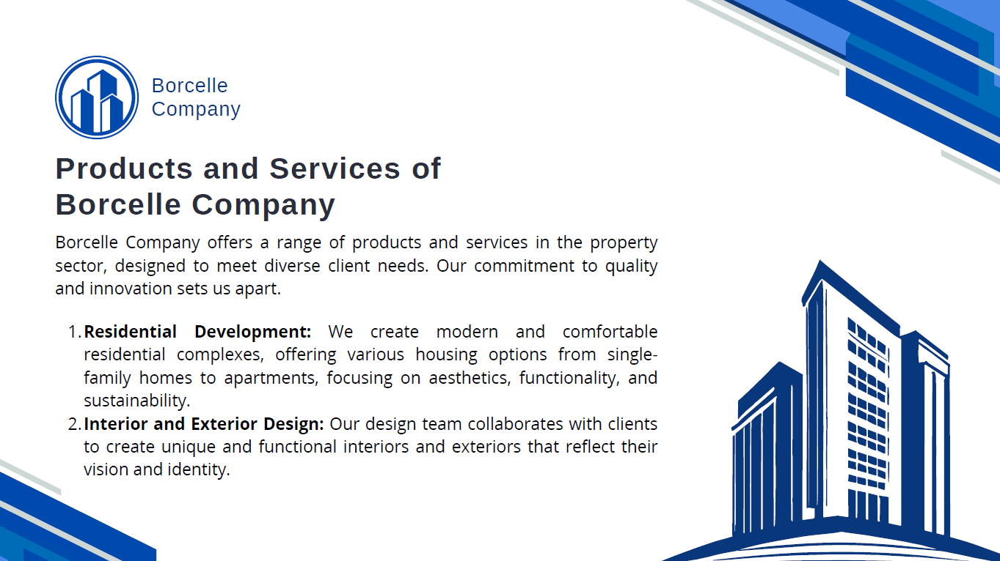 Borcelle
Company
Products and Services of
Borcelle Company
Borcelle Company offers a range of products and services in the property
sector, designed to meet diverse client needs. Our commitment to quality
and innovation sets us apart.
1. Residential Development: We create modern and comfortable
residential complexes, offering various housing options from single-
family homes to apartments, focusing on aesthetics, functionality, and
sustainability.
2. Interior and Exterior Design: Our design team collaborates with clients
to create unique and functional interiors and exteriors that reflect their
vision and identity.